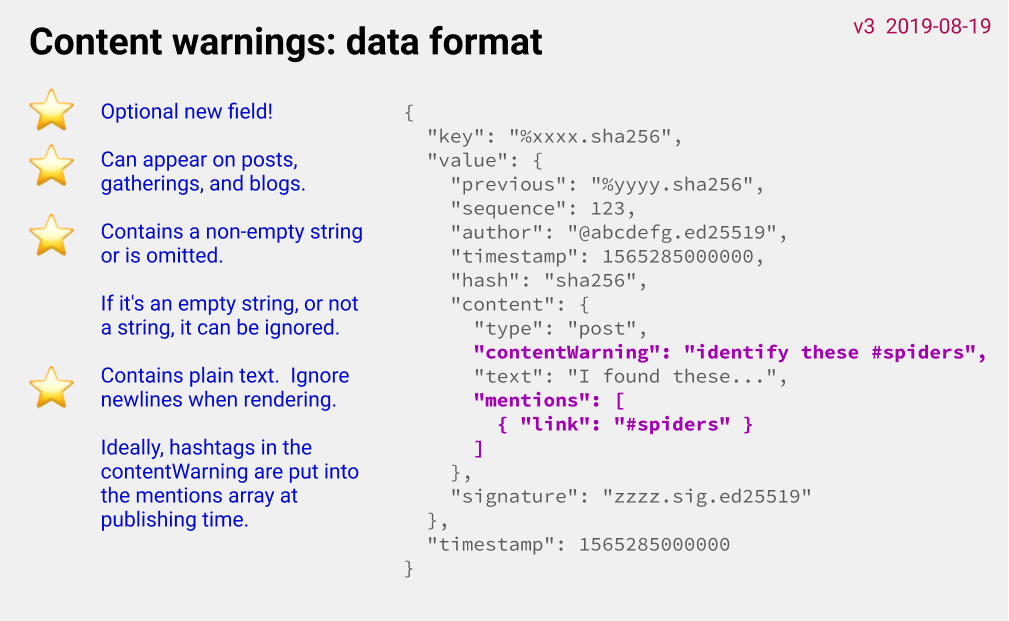 Content warnings: data format
v3 2019-08-19
Optional new field!
Can appear on posts,
gatherings, and blogs.
Contains a non-empty string
or is omitted.
If it's an empty string, or not
a string, it can be ignored.
Contains plain text. Ignore
newlines when rendering.
Ideally, hashtags in the
contentWarning are put into
the mentions array at
publishing time.
{
  "key": "%xxxx.sha256",
  "value": {
    "previous": "%yyyy.sha256",
    "sequence": 123,
    "author": "@abcdefg.ed25519",
    "timestamp": 1565285000000,
    "hash": "sha256",
    "content": {
      "type": "post",
      "contentWarning": "identify these #spiders",
      "text": "I found these...",
      "mentions": [
        { "link": "#spiders" }
      ]
    },
    "signature": "zzzz.sig.ed25519"
  },
  "timestamp": 1565285000000
}